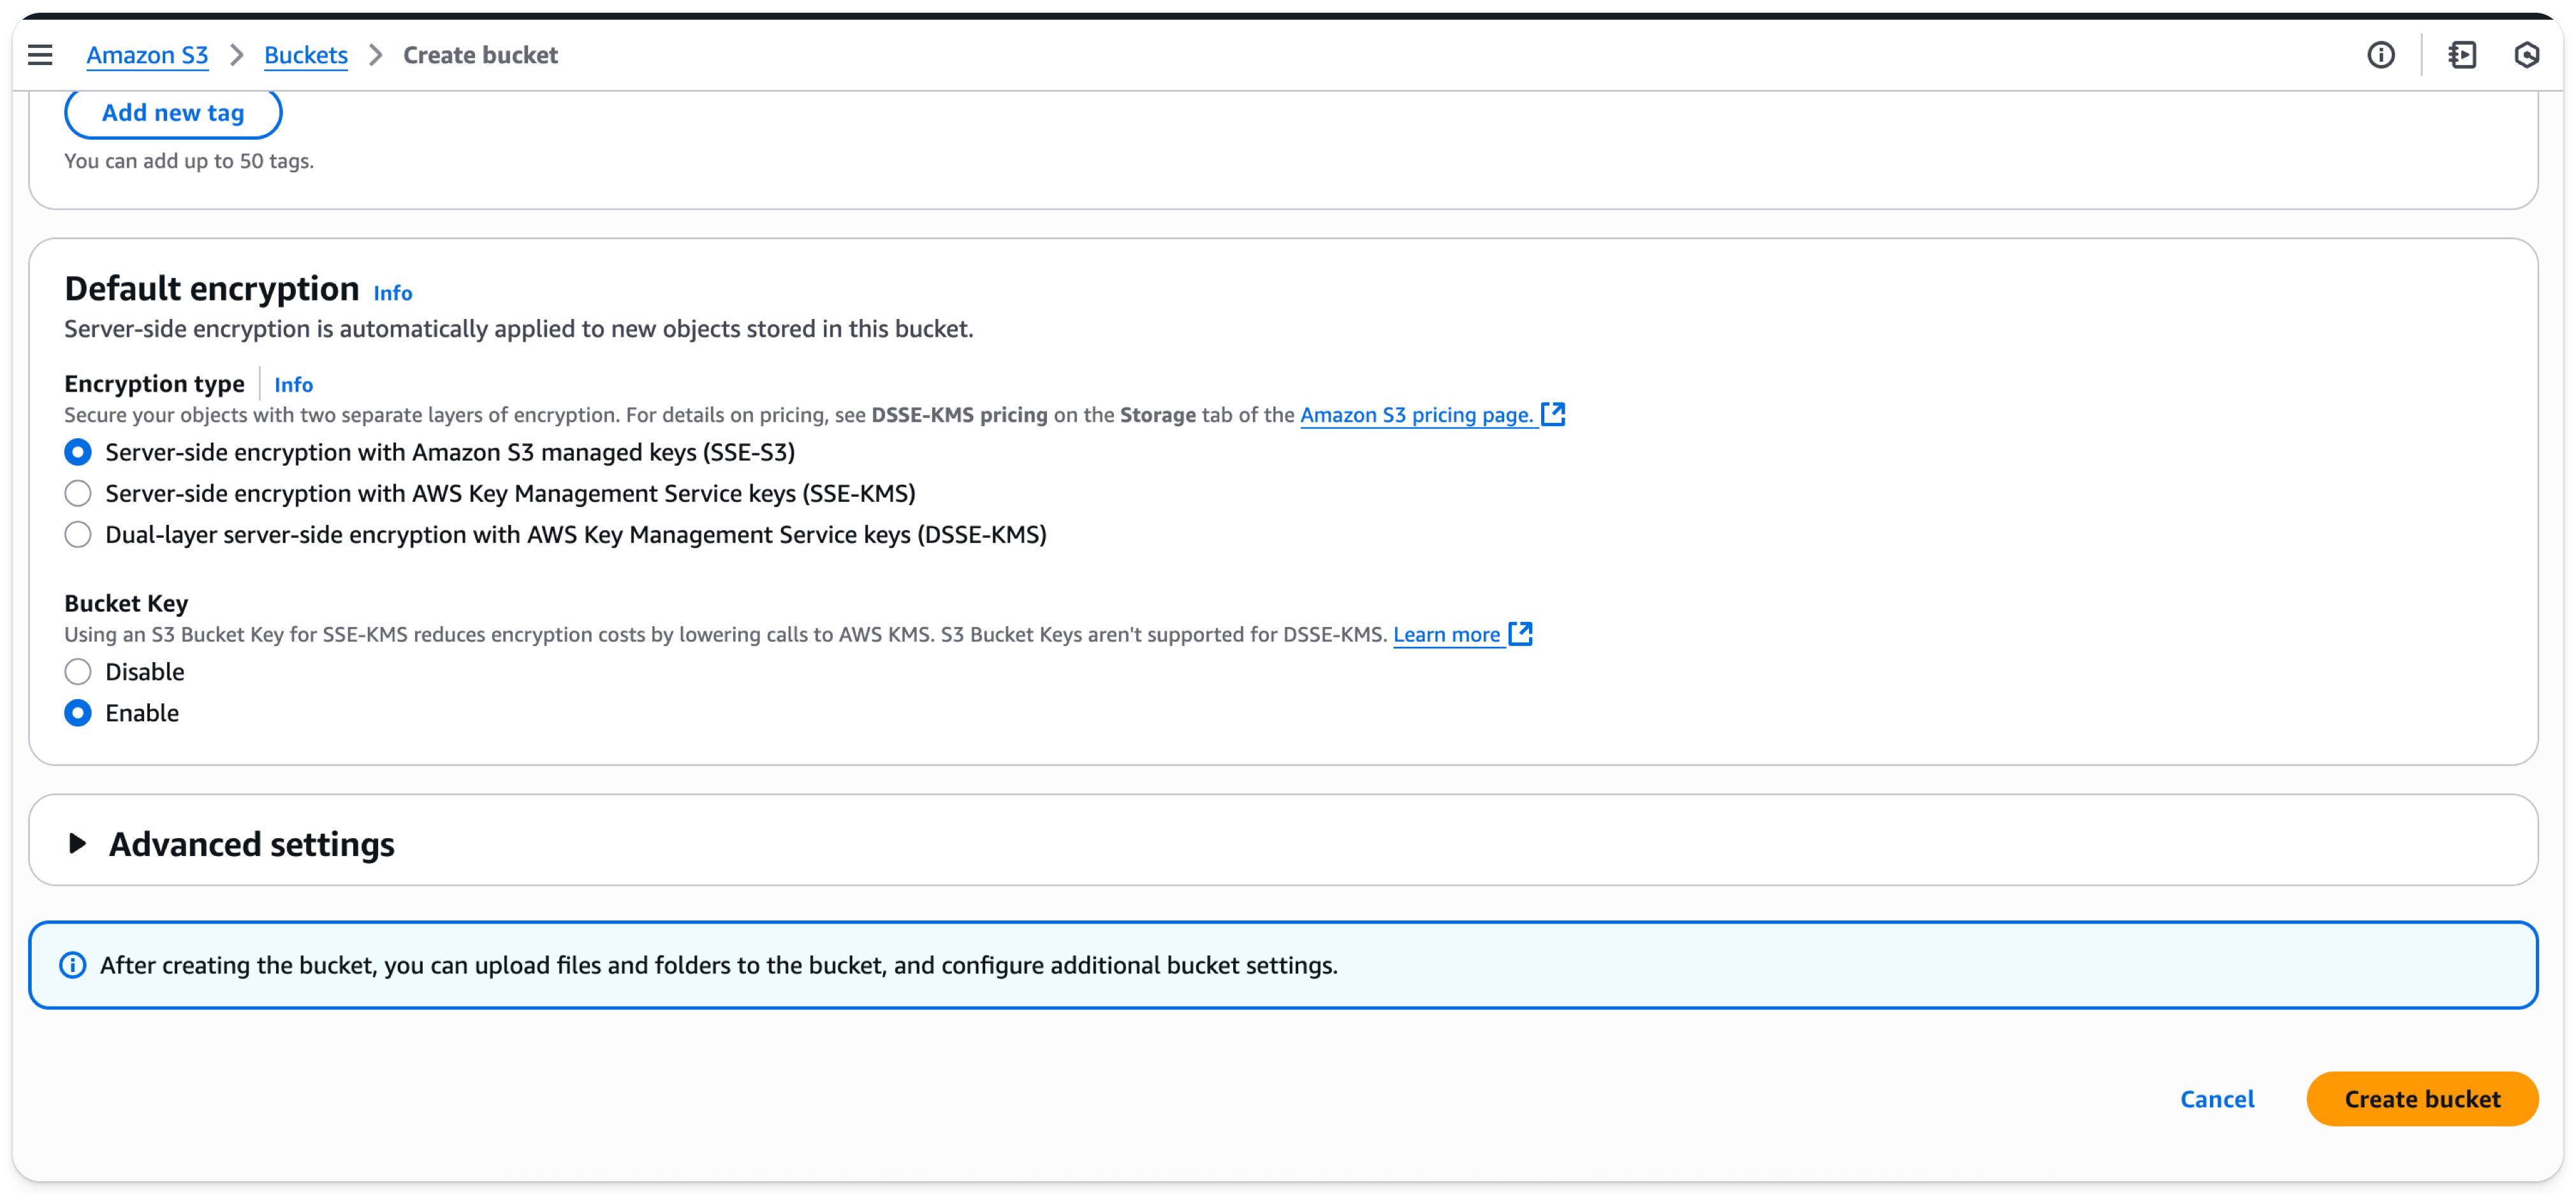 Amazon S3 > Buckets > Create bucket
Add new tag
You can add up to 50 tags.
Default encryption Info
Server-side encryption is automatically applied to new objects stored in this bucket.
Encryption type Info
Secure your objects with two separate layers of encryption. For details on pricing, see DSSE-KMS pricing on the Storage tab of the Amazon S3 pricing page.
Server-side encryption with Amazon S3 managed keys (SSE-S3)
Server-side encryption with AWS Key Management Service keys (SSE-KMS)
Dual-layer server-side encryption with AWS Key Management Service keys (DSSE-KMS)
Bucket Key
Using an S3 Bucket Key for SSE-KMS reduces encryption costs by lowering calls to AWS KMS. S3 Bucket Keys aren't supported for DSSE-KMS. Learn more
Disable
Enable
Advanced settings
After creating the bucket, you can upload files and folders to the bucket, and configure additional bucket settings.
Cancel Create bucket